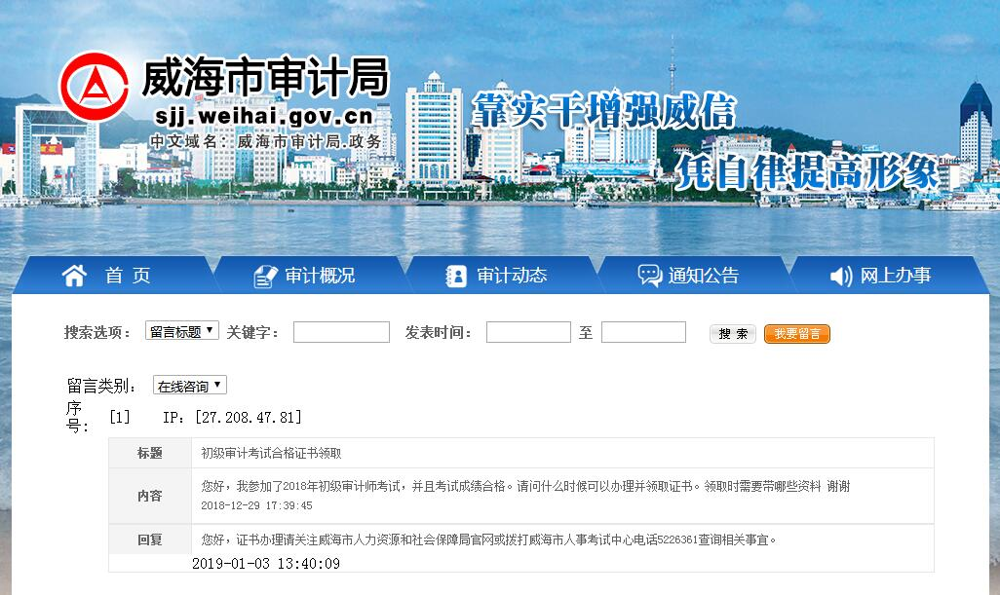 威海市审计局
sjj.weihai.gov.cn
中文域名：威海市审计局.政务
靠实干增强威信
凭自律提高形象
首 页
审计概况
审计动态
通知公告
网上办事
搜索选项： 留言标题 关键字： 发表时间： 至 搜 索 我要留言
留言类别： 在线咨询
序号： [1] IP：[27.208.47.81]
标题 初级审计考试合格证书领取
内容 您好，我参加了2018年初级审计师考试，并且考试成绩合格。请问什么时候可以办理并领取证书。领取时需要带哪些资料 谢谢
2018-12-29 17:39:45
回复 您好，证书办理请关注威海市人力资源和社会保障局官网或拨打威海市人事考试中心电话5226361查询相关事宜。
2019-01-03 13:40:09